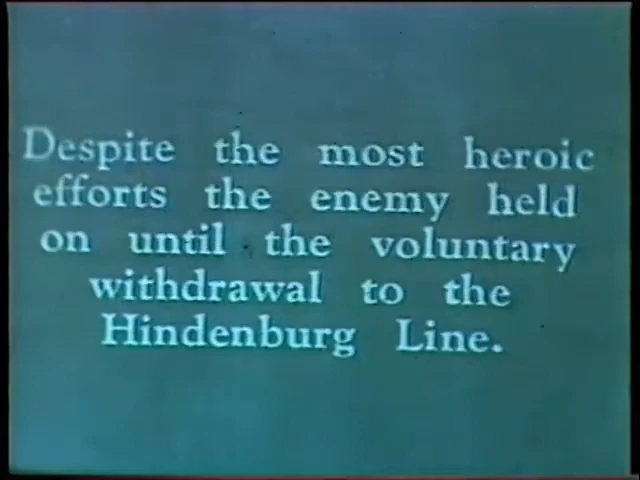 Despite the most heroic
efforts the enemy held
on until the voluntary
withdrawal to the
Hindenburg Line.